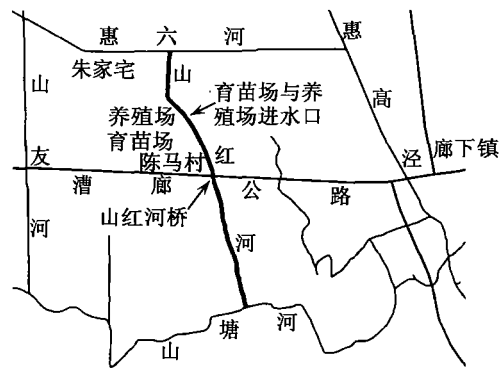 惠六河
朱家宅
山红河
育苗场与养
殖场进水口
养殖场
育苗场
陈马村
山友河
惠高泾
廊下镇
漕廊公路
山红河桥
山塘河